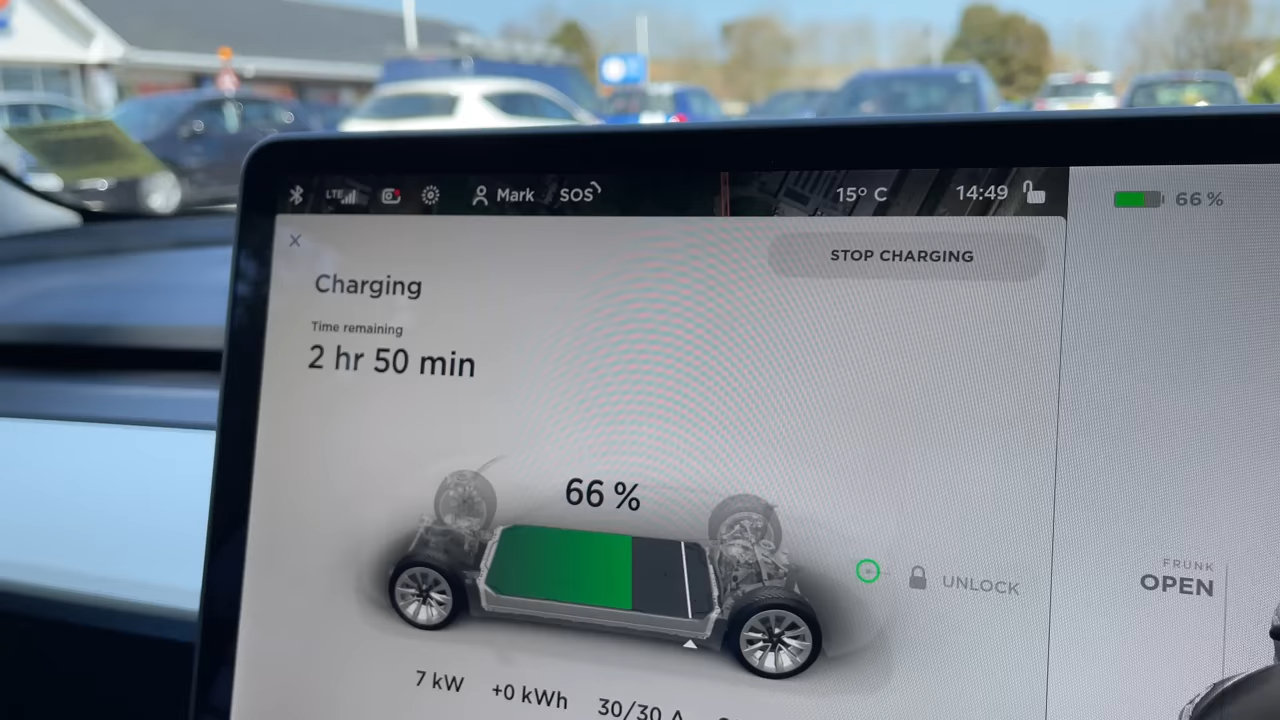 LTE Mark SOS 15° C 14:49
66 %
STOP CHARGING
Charging
Time remaining
2 hr 50 min
66 %
UNLOCK
FRUNK
OPEN
7 kW +0 kWh 30/30 A